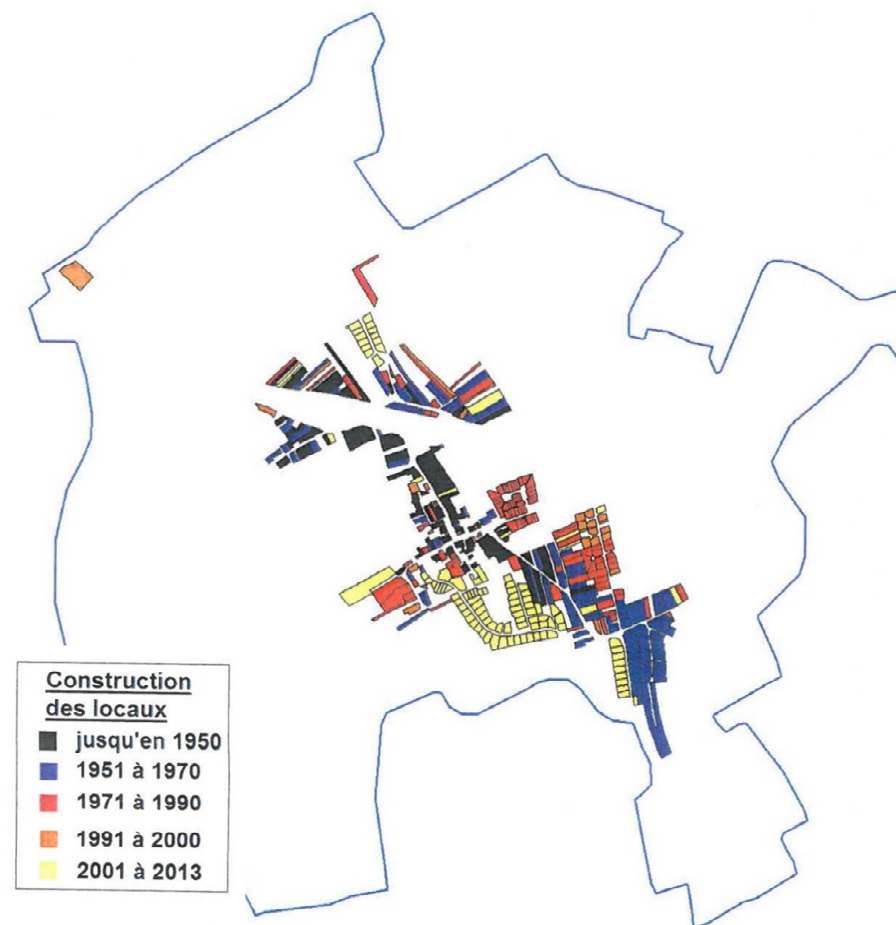 Construction
des locaux
jusqu'en 1950
1951 à 1970
1971 à 1990
1991 à 2000
2001 à 2013